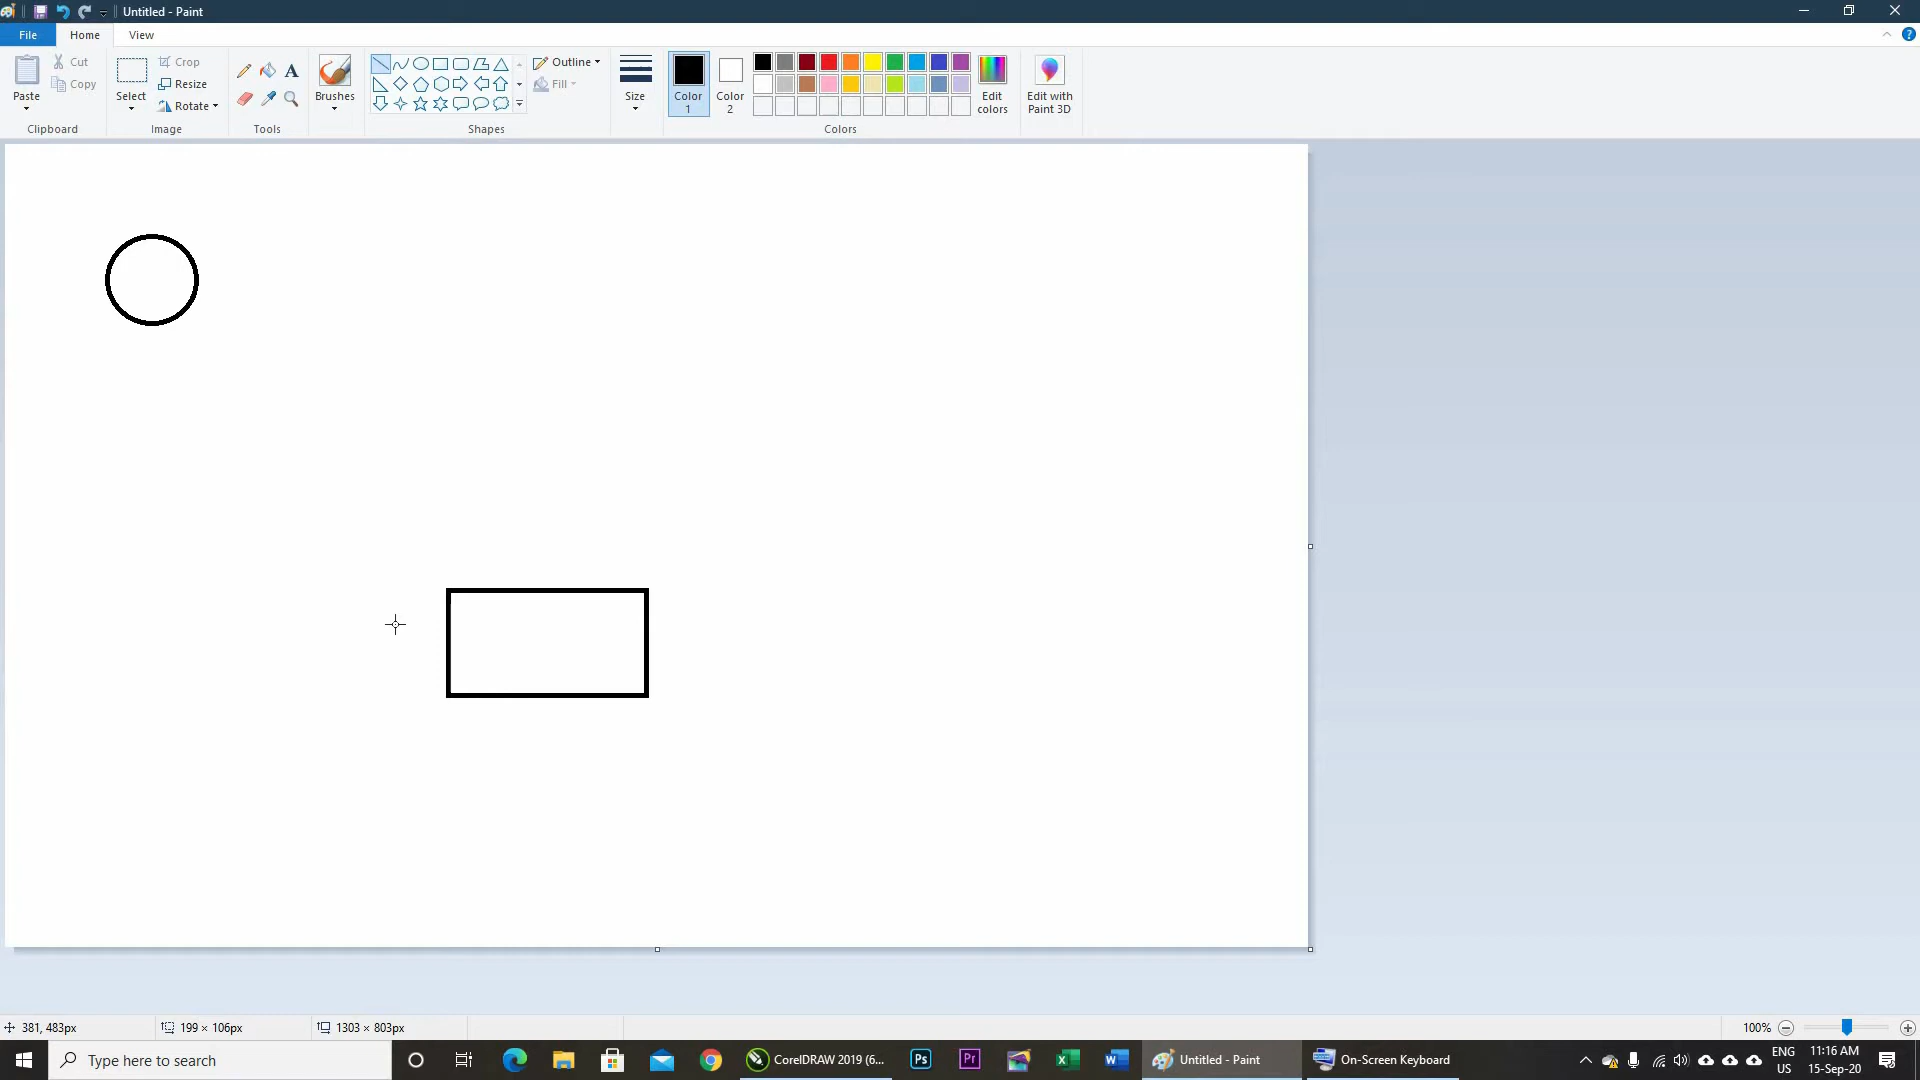 Untitled - Paint
File Home View
Paste
Cut
Copy
Clipboard
Select
Crop
Resize
Rotate
Image
Tools
Brushes
Shapes
Outline
Fill
Size
Color 1
Color 2
Edit colors
Colors
Edit with Paint 3D
381, 483px 199 × 106px 1303 × 803px 100%
Type here to search
CorelDRAW 2019 (6...
Ps
Pr
Untitled - Paint
On-Screen Keyboard
ENG
US
11:16 AM
15-Sep-20